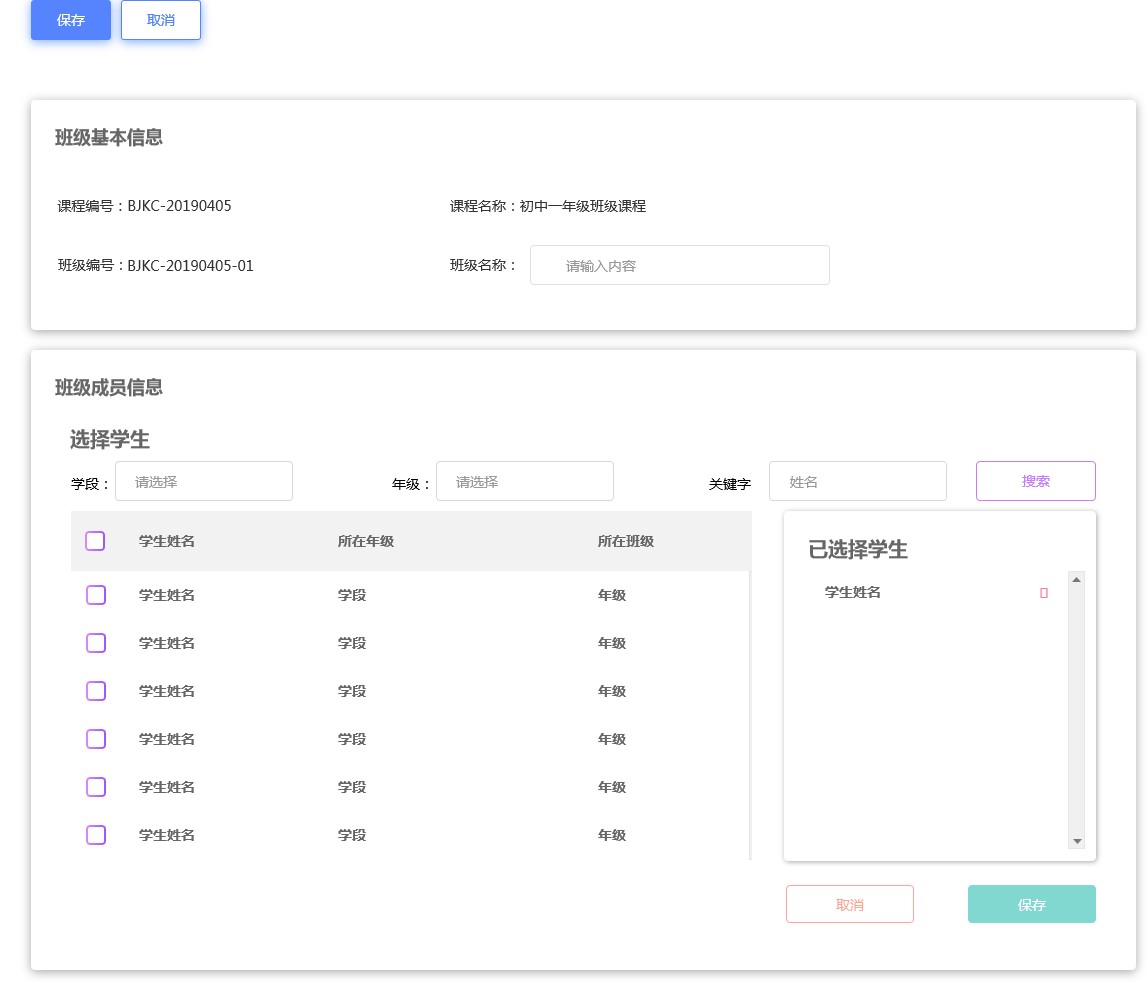 保存 取消
班级基本信息
课程编号：BJKC-20190405 课程名称：初中一年级班级课程
班级编号：BJKC-20190405-01 班级名称： 请输入内容
班级成员信息
选择学生
学段： 请选择 年级： 请选择 关键字 姓名 搜索
学生姓名 所在年级 所在班级
学生姓名 学段 年级
学生姓名 学段 年级
学生姓名 学段 年级
学生姓名 学段 年级
学生姓名 学段 年级
学生姓名 学段 年级
已选择学生
学生姓名
取消 保存